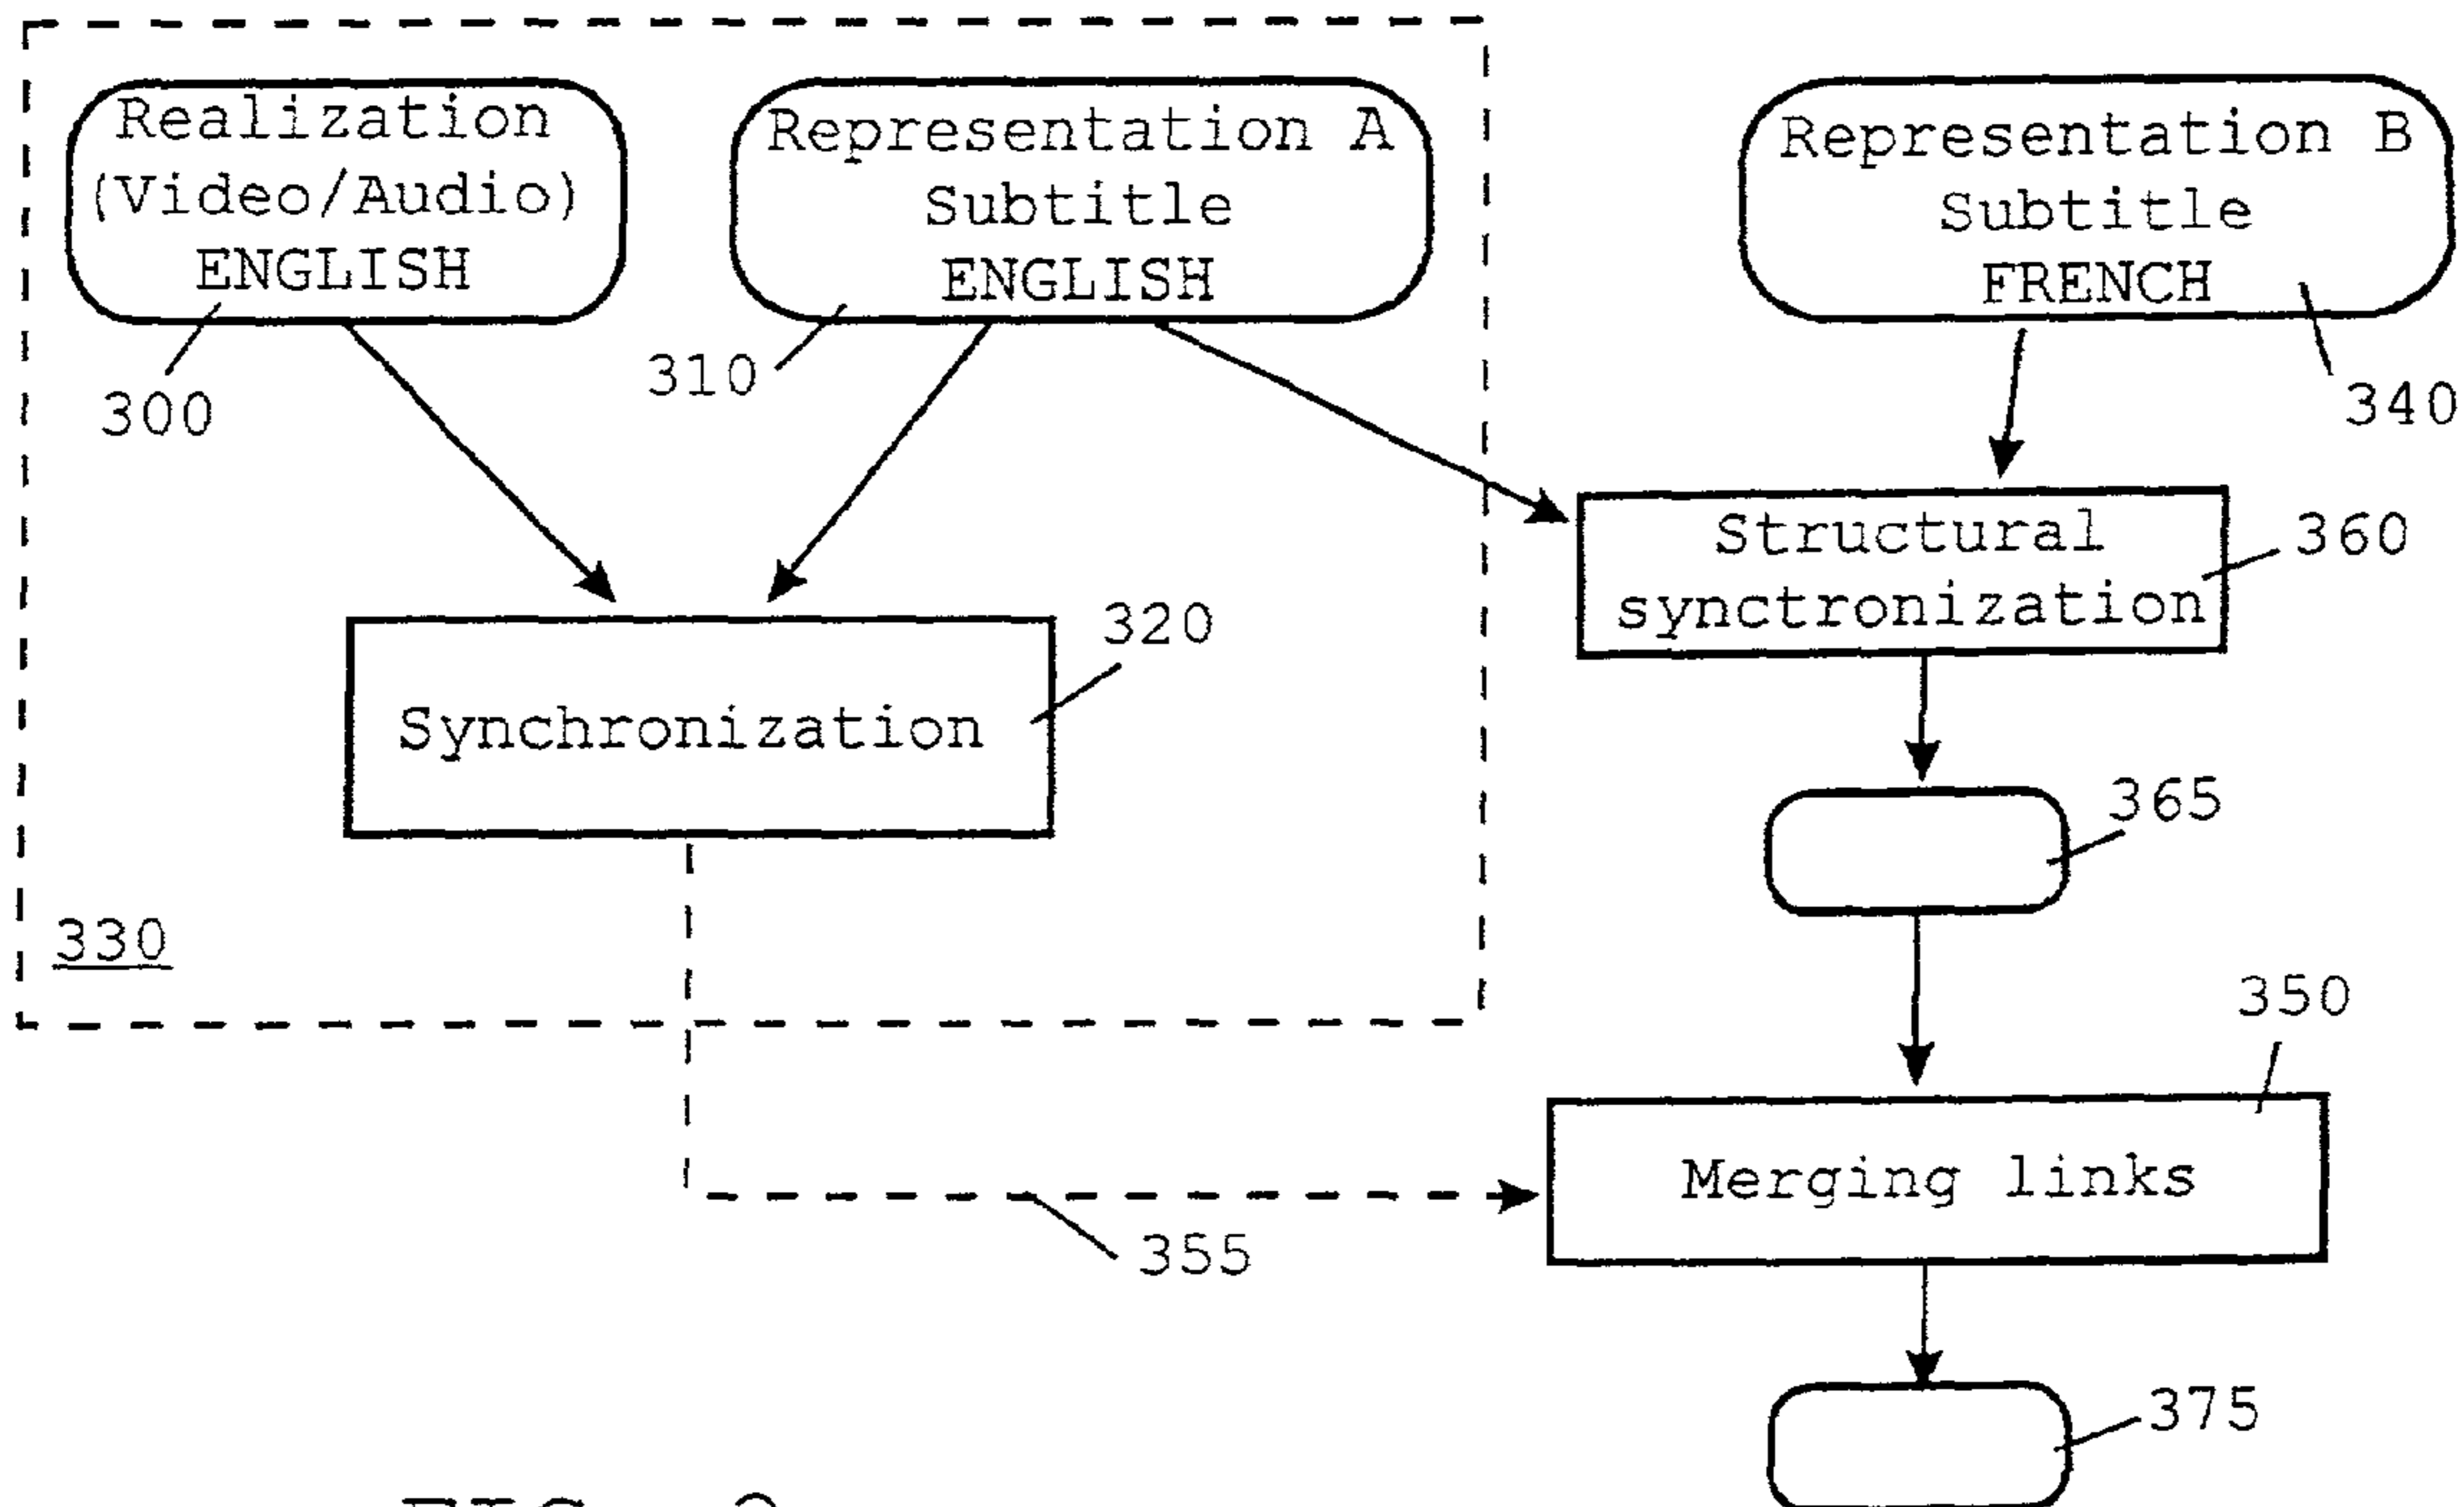 Realization
(Video/Audio)
ENGLISH
300
Representation A
Subtitle
ENGLISH
310
Representation B
Subtitle
FRENCH
340
Structural
synctronization
360
Synchronization
320
365
330
350
Merging links
355
375